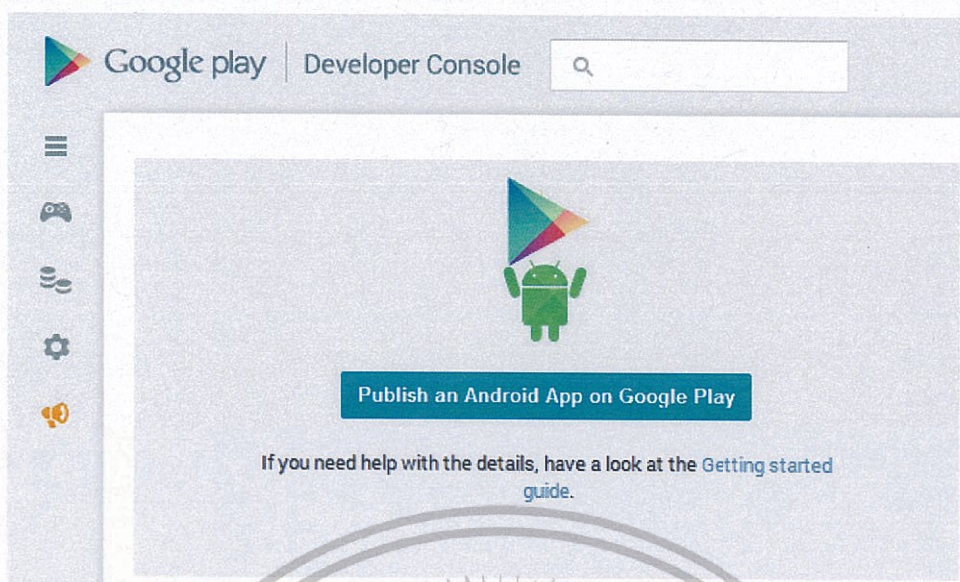 Google play | Developer Console
Publish an Android App on Google Play
If you need help with the details, have a look at the Getting started
guide.